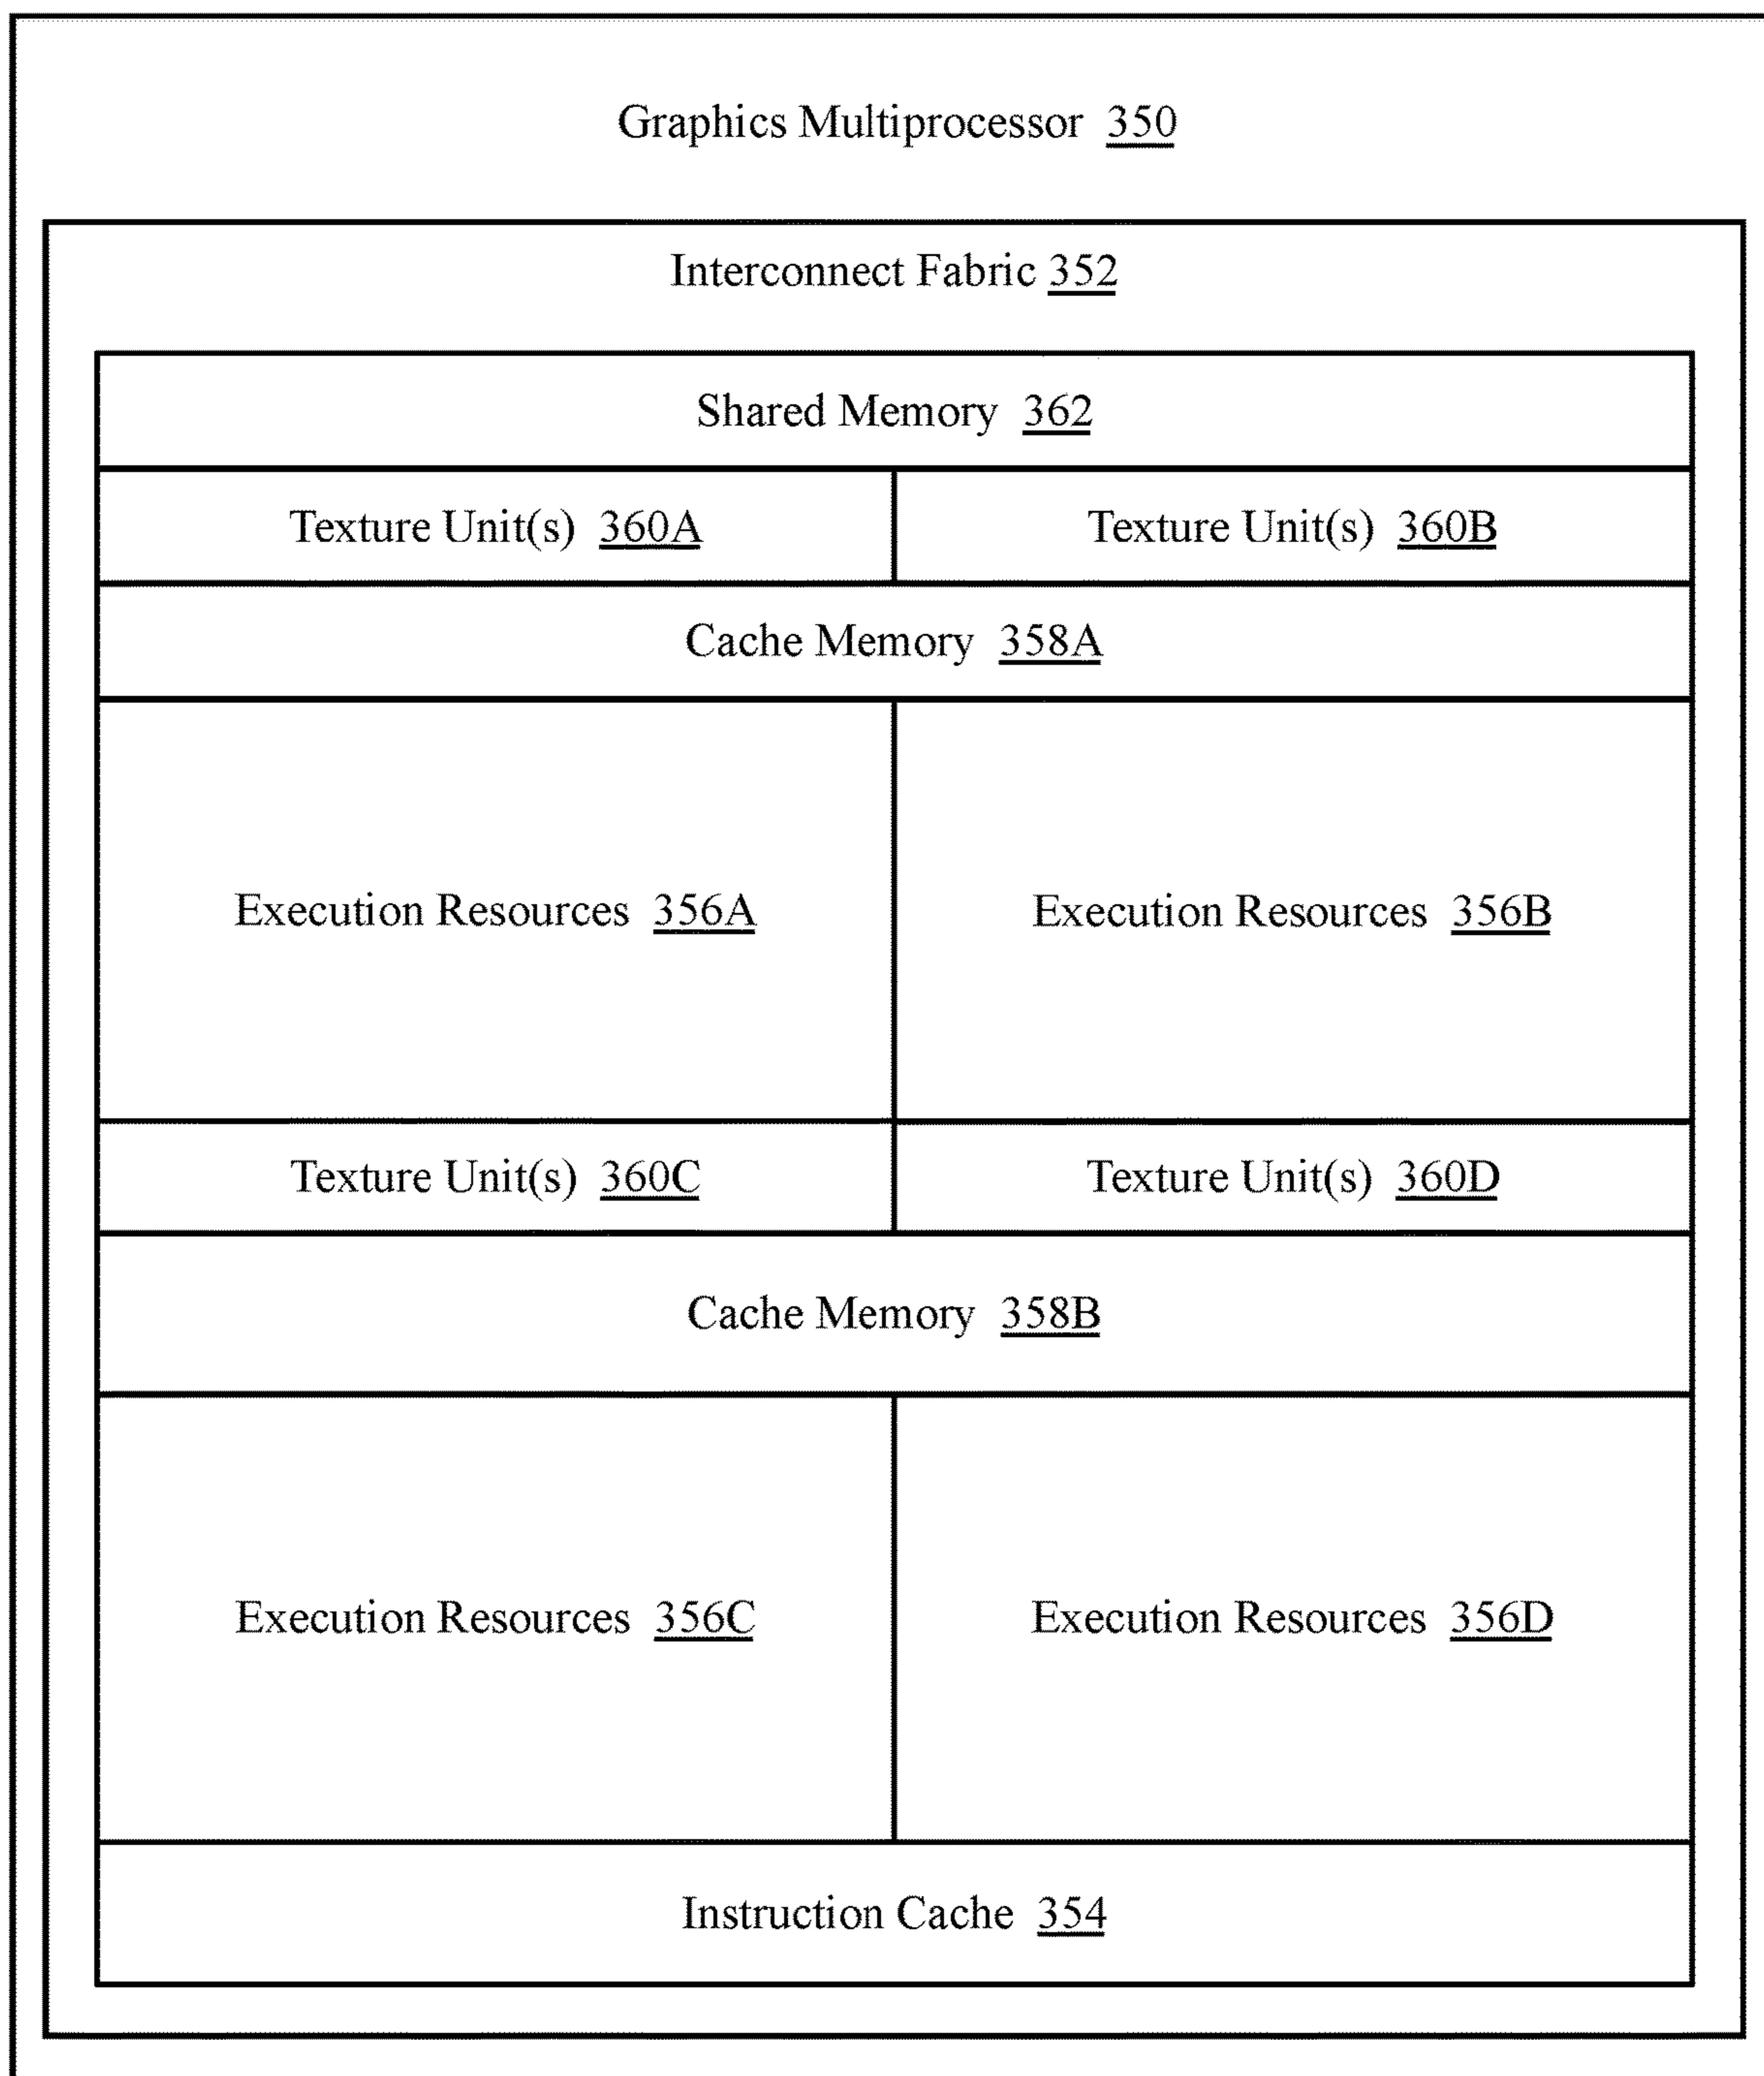 Graphics Multiprocessor 350
Interconnect Fabric 352
Shared Memory 362
Texture Unit(s) 360A Texture Unit(s) 360B
Cache Memory 358A
Execution Resources 356A Execution Resources 356B
Texture Unit(s) 360C Texture Unit(s) 360D
Cache Memory 358B
Execution Resources 356C Execution Resources 356D
Instruction Cache 354